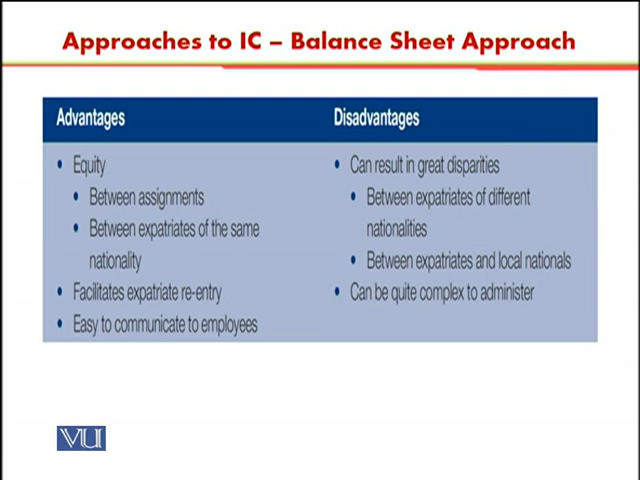 Approaches to IC – Balance Sheet Approach
Advantages
• Equity
• Between assignments
• Between expatriates of the same
nationality
• Facilitates expatriate re-entry
• Easy to communicate to employees
Disadvantages
• Can result in great disparities
• Between expatriates of different
nationalities
• Between expatriates and local nationals
• Can be quite complex to administer
VU